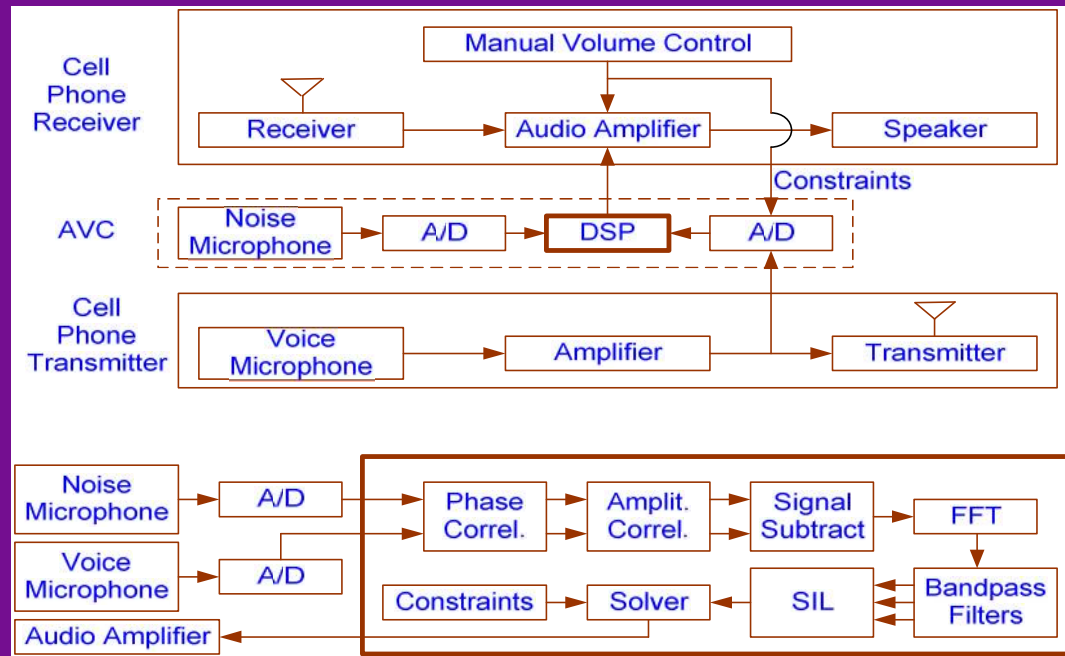 Manual Volume Control
Cell
Phone
Receiver
Receiver
Audio Amplifier
Speaker
Constraints
AVC
Noise
Microphone
A/D
DSP
A/D
Cell
Phone
Transmitter
Voice
Microphone
Amplifier
Transmitter
Noise
Microphone
A/D
Phase
Correl.
Amplit.
Correl.
Signal
Subtract
FFT
Voice
Microphone
A/D
Constraints
Solver
SIL
Bandpass
Filters
Audio Amplifier